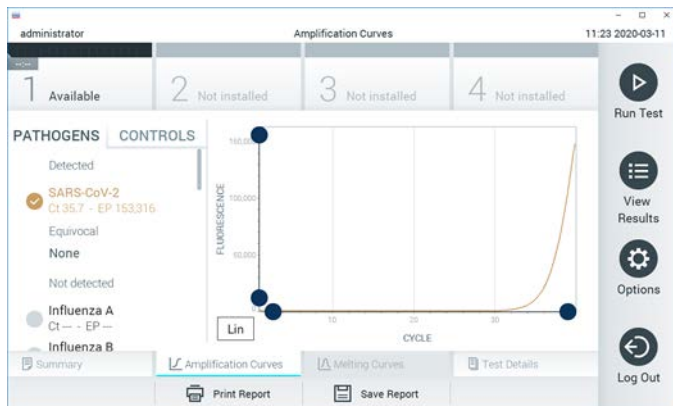 administrator
Amplification Curves
11:23 2020-03-11
--:--
1 Available
2 Not installed
3 Not installed
4 Not installed
Run Test
PATHOGENS
CONTROLS
Detected
SARS-CoV-2
Ct 35.7 - EP 153,316
Equivocal
None
Not detected
Influenza A
Ct --- - EP ---
Influenza B
FLUORESCENCE
160,000
100,000
60,000
0
10
20
30
CYCLE
Lin
View
Results
Options
Log Out
Summary
Amplification Curves
Melting Curves
Test Details
Print Report
Save Report